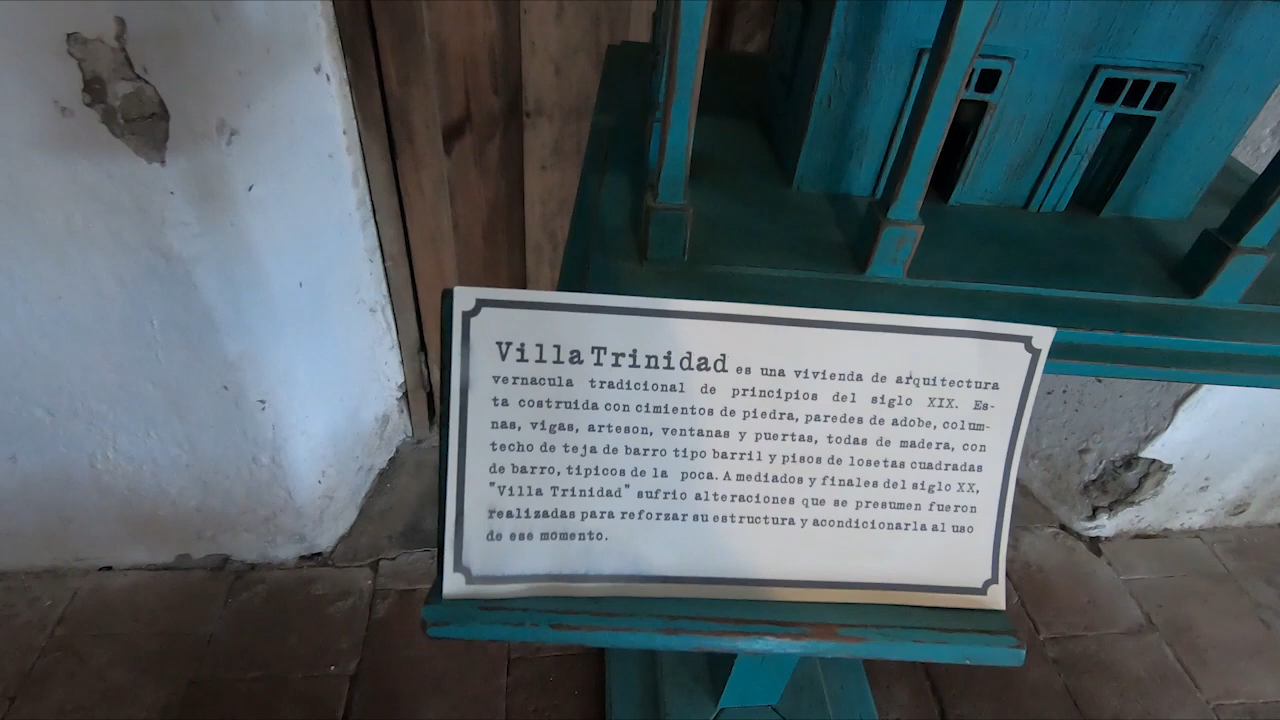 Villa Trinidad es una vivienda de arquitectura
vernacula tradicional de principios del siglo XIX. Es-
ta costruida con cimientos de piedra, paredes de adobe, colum-
nas, vigas, arteson, ventanas y puertas, todas de madera, con
techo de teja de barro tipo barril y pisos de losetas cuadradas
de barro, tipicos de la poca. A mediados y finales del siglo XX,
"Villa Trinidad" sufrio alteraciones que se presumen fueron
realizadas para reforzar su estructura y acondicionarla al uso
de ese momento.